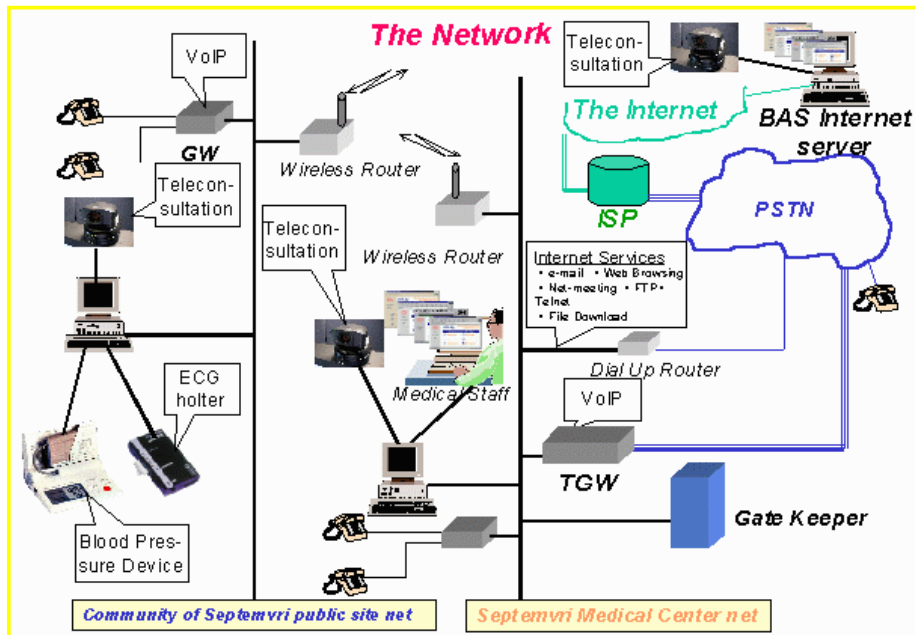 The Network
VoIP
GW
Telecon-
sultation
Wireless Router
Telecon-
sultation
Wireless Router
Telecon-
sultation
The Internet
BAS Internet
server
ISP
PSTN
Internet Services
• e-mail • Web Browsing
• Net-meeting • FTP •
Telnet
• File Download
Dial Up Router
Medical Staff
ECG
holter
VoIP
TGW
Gate Keeper
Blood Pres-
sure Device
Community of Septemvri public site net
Septemvri Medical Center net